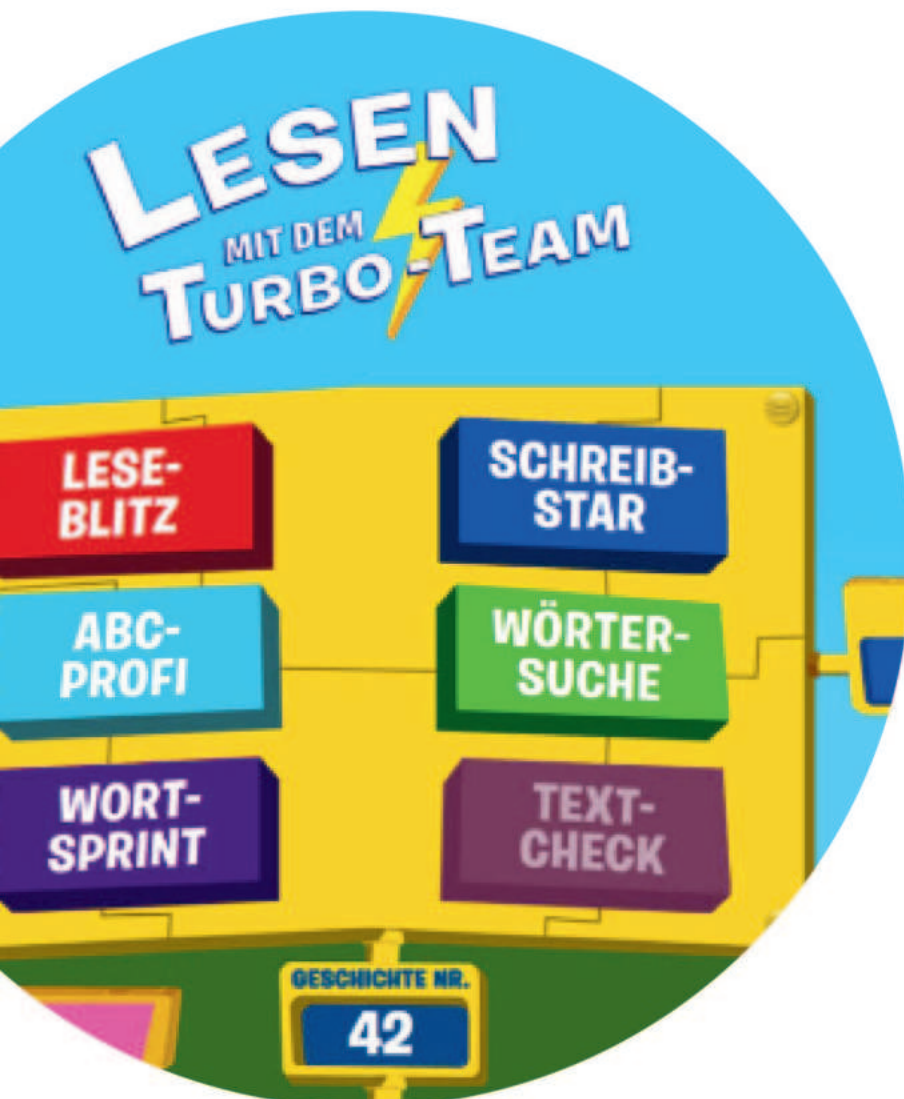 LESEN
MIT DEM
TURBO-TEAM
LESE-
BLITZ
SCHREIB-
STAR
ABC-
PROFI
WÖRTER-
SUCHE
WORT-
SPRINT
TEXT-
CHECK
GESCHICHTE NR.
42